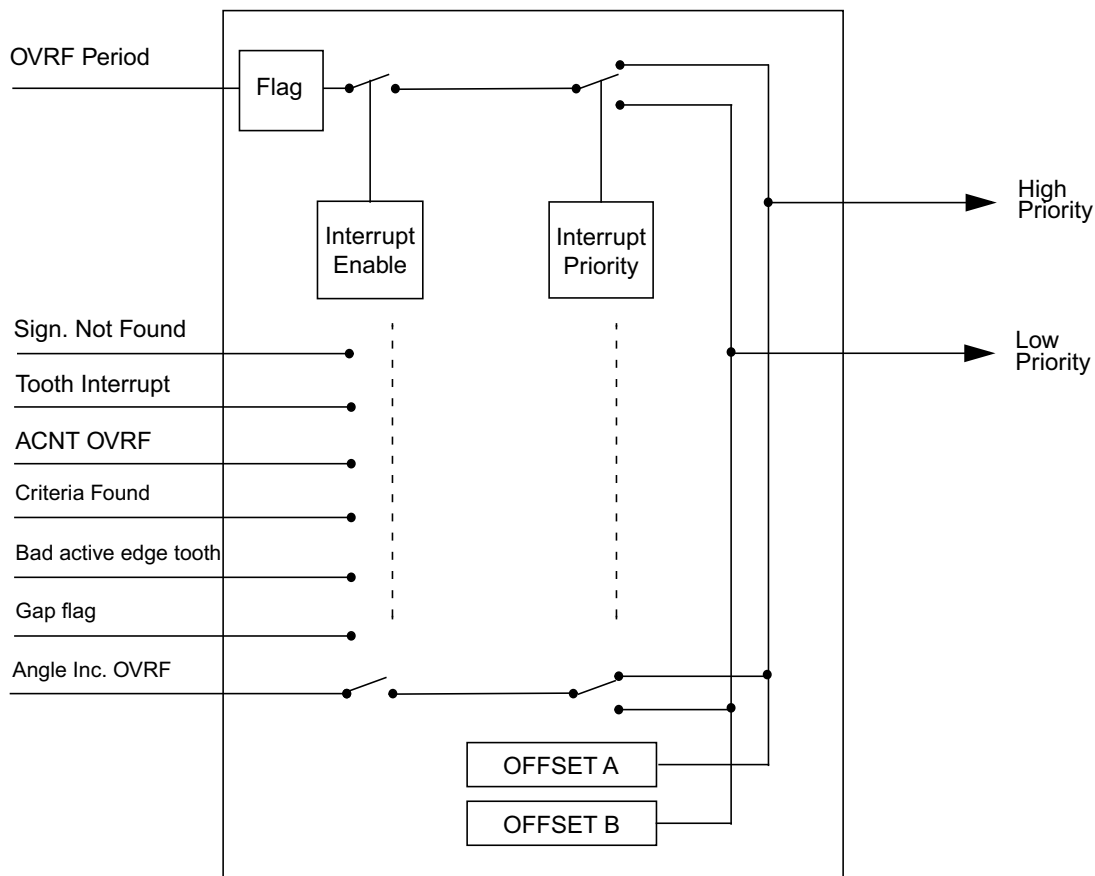 OVRF Period
Flag
High
Priority
Interrupt
Enable
Interrupt
Priority
Sign. Not Found
Low
Priority
Tooth Interrupt
ACNT OVRF
Criteria Found
Bad active edge tooth
Gap flag
Angle Inc. OVRF
OFFSET A
OFFSET B